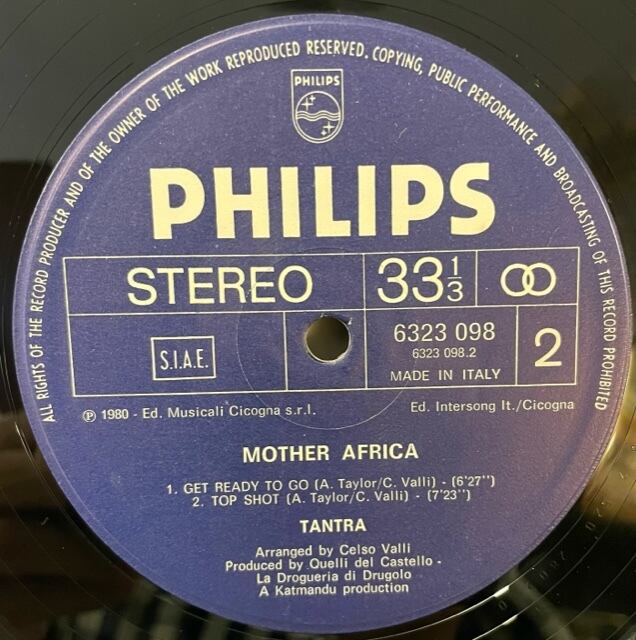 ALL RIGHTS OF THE RECORD PRODUCER AND OF THE OWNER OF THE WORK REPRODUCED RESERVED. COPYING, PUBLIC PERFORMANCE AND BROADCASTING OF THIS RECORD PROHIBITED
PHILIPS
PHILIPS
STEREO
33 1/3
S.I.A.E.
6323 098
6323 098.2
MADE IN ITALY
2
℗ 1980 - Ed. Musicali Cicogna s.r.l.
Ed. Intersong It./Cicogna
MOTHER AFRICA
1. GET READY TO GO (A. Taylor/C. Valli) - (6'27'')
2. TOP SHOT (A. Taylor/C. Valli) - (7'23'')
TANTRA
Arranged by Celso Valli
Produced by Quelli del Castello -
La Drogueria di Drugolo
A Katmandu production